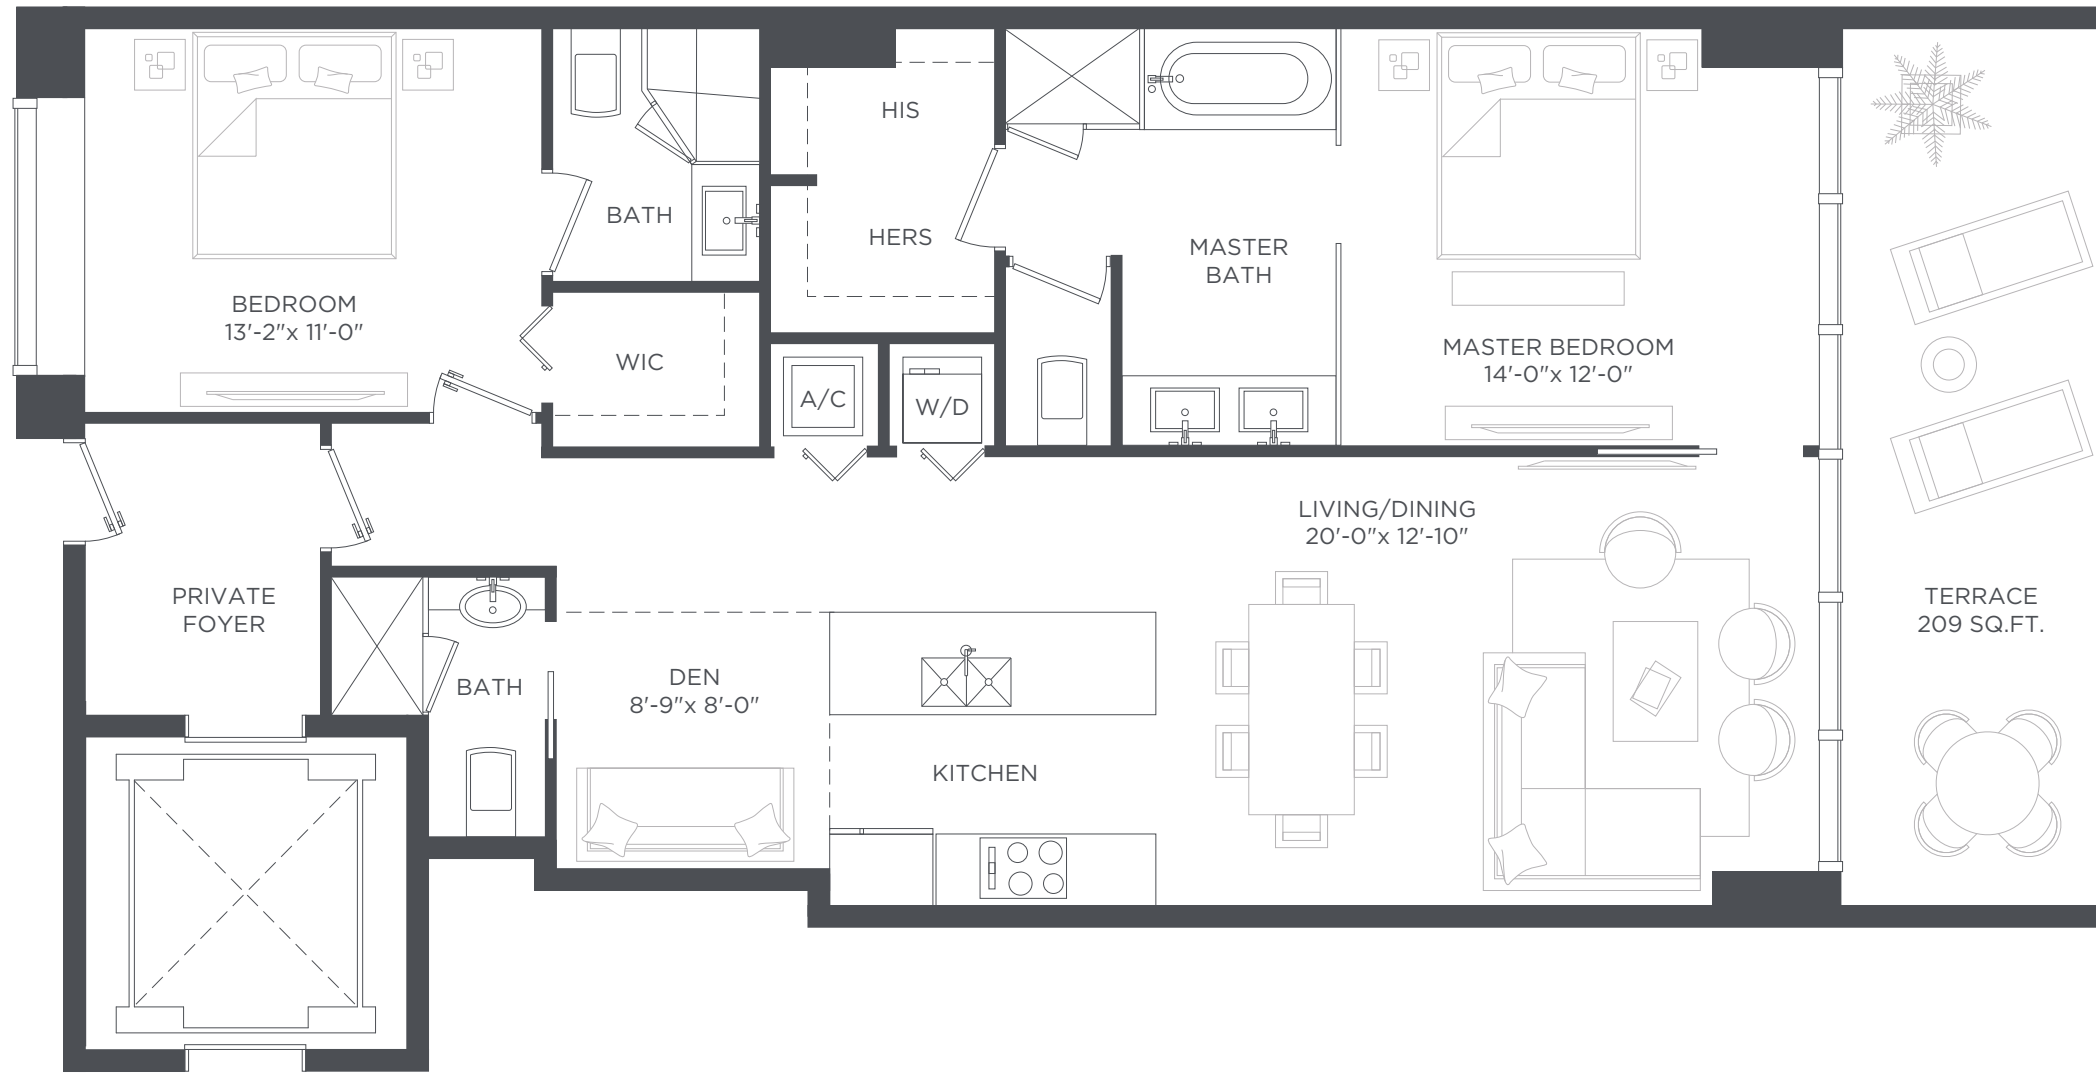 HIS
HERS
BATH
MASTER
BATH
BEDROOM
13'-2"x 11'-0"
WIC
A/C
W/D
MASTER BEDROOM
14'-0"x 12'-0"
LIVING/DINING
20'-0"x 12'-10"
PRIVATE
FOYER
BATH
DEN
8'-9"x 8'-0"
KITCHEN
TERRACE
209 SQ.FT.